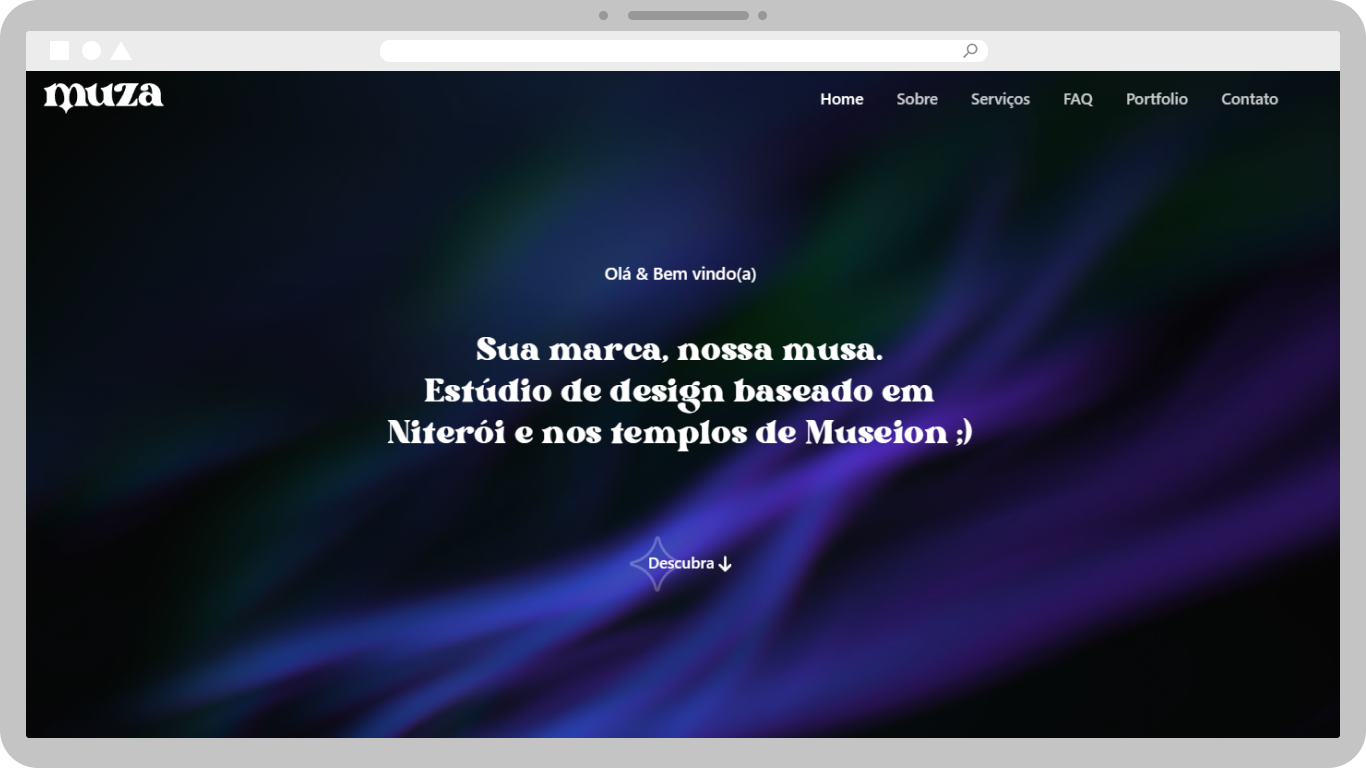 muza
Home Sobre Serviços FAQ Portfolio Contato
Olá & Bem vindo(a)
Sua marca, nossa musa.
Estúdio de design baseado em
Niterói e nos templos de Museion ;)
Descubra ↓